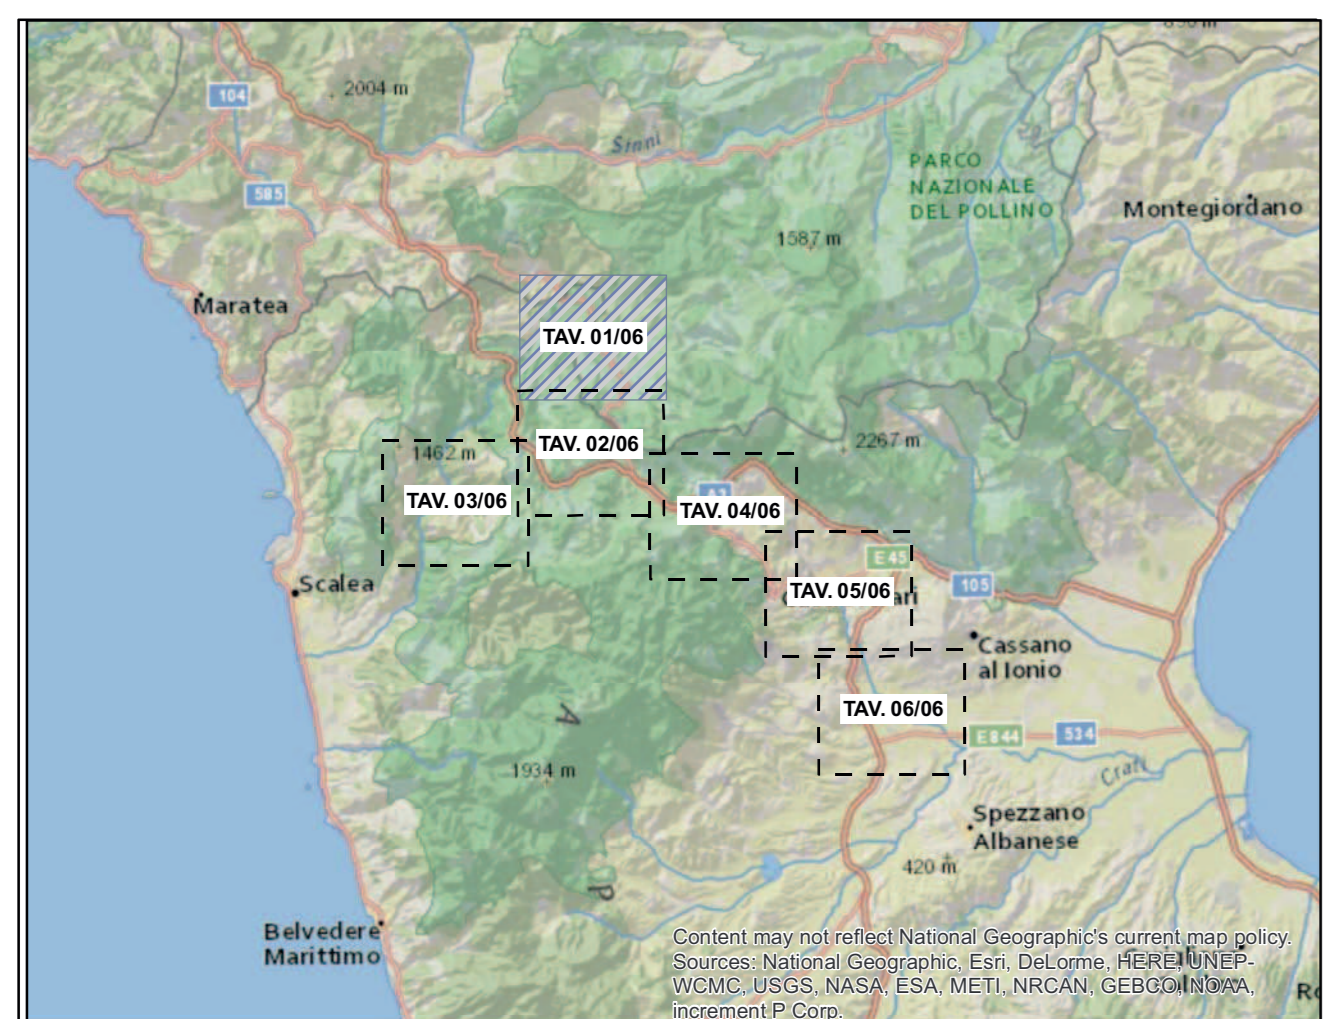 104
2004 m
Sinni
585
PARCO
NAZIONALE
DEL POLLINO
Montegiordano
1587 m
Maratea
TAV. 01/06
TAV. 02/06
2267 m
1462 m
TAV. 03/06
TAV. 04/06
E45
105
Scalea
TAV. 05/06
ari
Cassano
al Ionio
TAV. 06/06
E844
534
A
1934 m
Crati
Spezzano
Albanese
420 m
P
Belvedere
Marittimo
Content may not reflect National Geographic's current map policy.
Sources: National Geographic, Esri, DeLorme, HERE, UNEP-
WCMC, USGS, NASA, ESA, METI, NRCAN, GEBCO, NOAA,
increment P Corp.